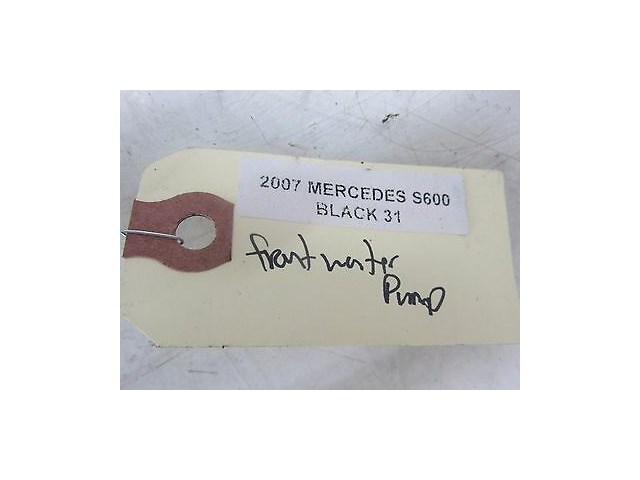 2007 MERCEDES S600
BLACK 31
front water
Pump